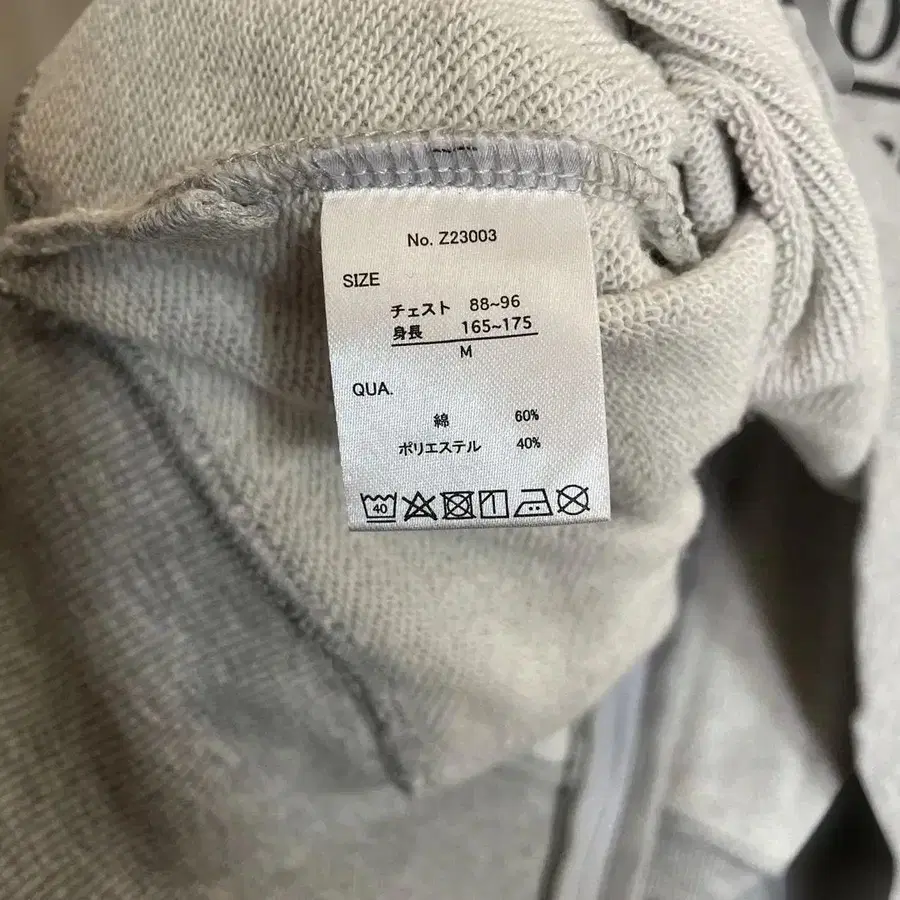 No. Z23003
SIZE
チェスト 88~96
身長 165~175
M
QUA.
綿 60%
ポリエステル 40%
40